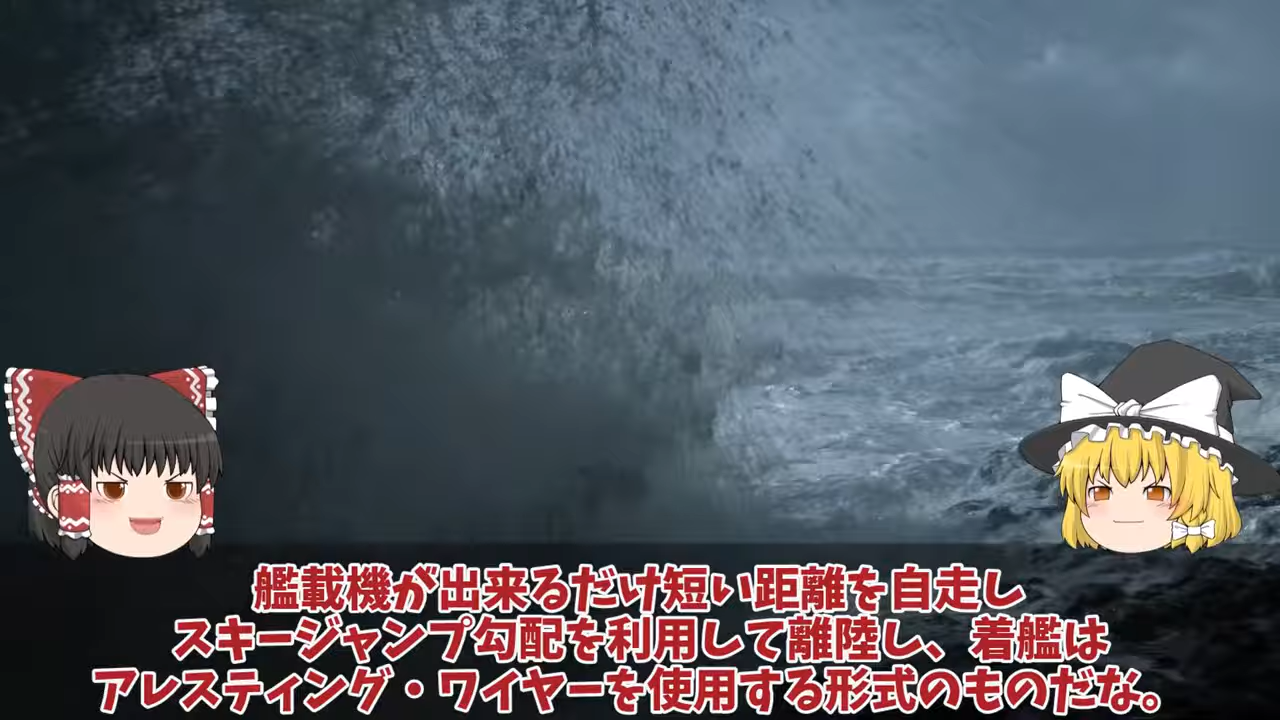 艦載機が出来るだけ短い距離を自走し
スキージャンプ勾配を利用して離陸し、着艦は
アレスティング・ワイヤーを使用する形式のものだな。